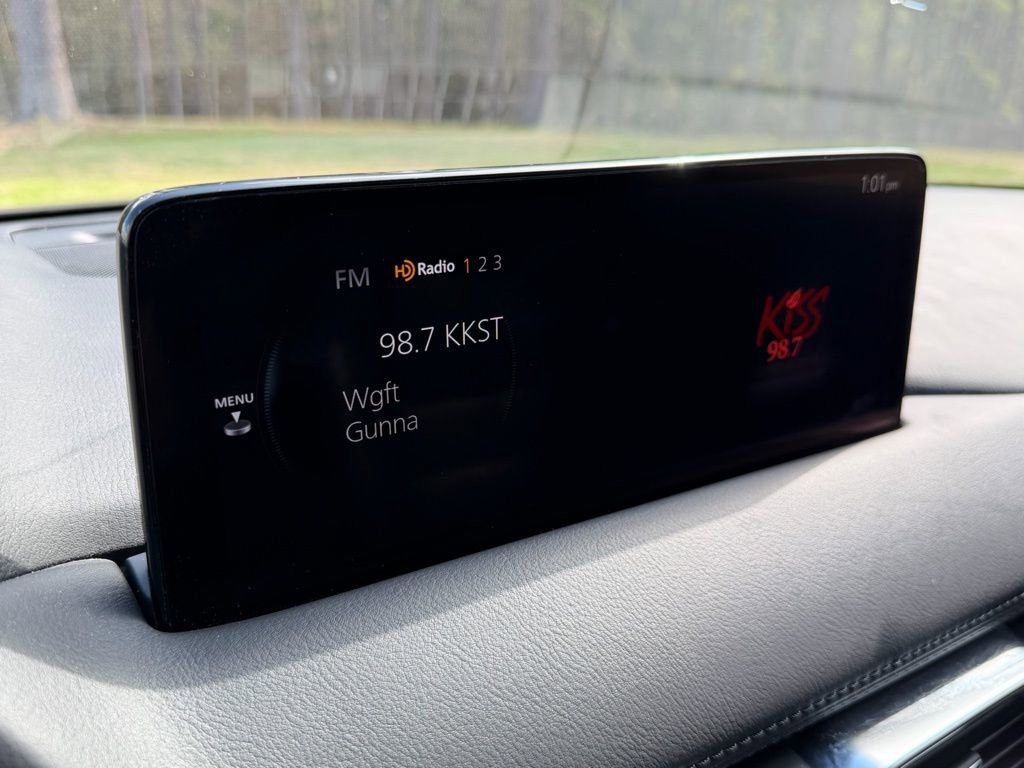 1:01 pm
FM HD Radio 1 2 3
98.7 KKST
KiSS
98.7
MENU
Wgft
Gunna